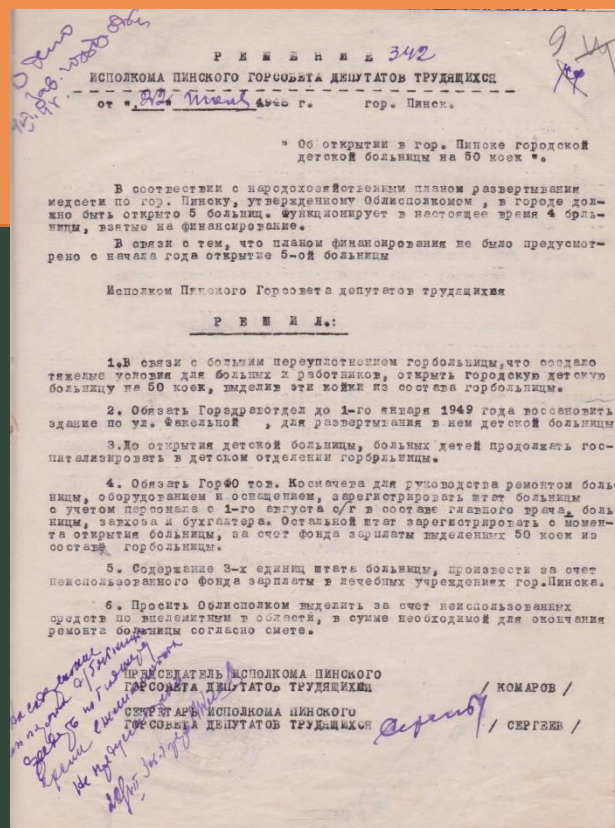 О дено
Зав.
9
Р Е Ш Е Н И Е 342
ИСПОЛКОМА ПИНСКОГО ГОРСОВЕТА ДЕПУТАТОВ ТРУДЯЩИХСЯ
от " 22 " июля 1948 г. гор. Пинск.
" Об открытии в гор. Пинске городской
детской больницы на 50 коек ".
В соотвествии с народохозяйственным планом развертывания
медсети по гор. Пинску, утвержденному Облисполкомом , в городе дол-
жно быть открыто 5 больниц. Функционирует в настоящее время 4 боль-
ницы, взятые на финансирование.
В связи с тем, что планом финансирования не было предусмот-
рено с начала года открытие 5-ой больницы
Исполком Пинского Горсовета депутатов трудящихся
Р Е Ш И Л.:
1.В связи с большим переуплотнением горбольницы,что создало
тяжелые условия для больных и работников, открыть городскую детскую
больницу на 50 коек, выделив эти койки из состава горбольницы.
2. Обязать Горздравотдел до 1-го января 1949 года восстановить
здание по ул. Факельной , для развертывания в нем детской больницы
3.До открытия детской больницы, больных детей продолжать гос-
питализировать в детском отделении горбольницы.
4. Обязать ГорФО тов. Космачева для руководства ремонтом боль-
ницы, оборудованием и оснащением, зарегистрировать штат больницы
с учетом персонала с 1-го августа с/г в составе главного врача, боль
ницы, завхоза и бухгалтера. Остальной штат зарегистрировать с момен-
та открытия больницы, за счет фонда зарплаты выделенных 50 коек из
состава горбольницы.
5. Содержание 3-х единиц штата больницы, произвести за счет
неиспользованного фонда зарплаты в лечебных учреждениях гор.Пинска.
6. Просить Облисполком выделить за счет неиспользованных
средств по внелимитным в области, в сумме необходимой для окончания
ремонта больницы согласно смете.
ПРЕДСЕДАТЕЛЬ ИСПОЛКОМА ПИНСКОГО
ГОРСОВЕТА ДЕПУТАТОВ ТРУДЯЩИХСЯ / КОМАРОВ /
СЕКРЕТАРЬ ИСПОЛКОМА ПИНСКОГО
ГОРСОВЕТА ДЕПУТАТОВ ТРУДЯЩИХСЯ / СЕРГЕЕВ /